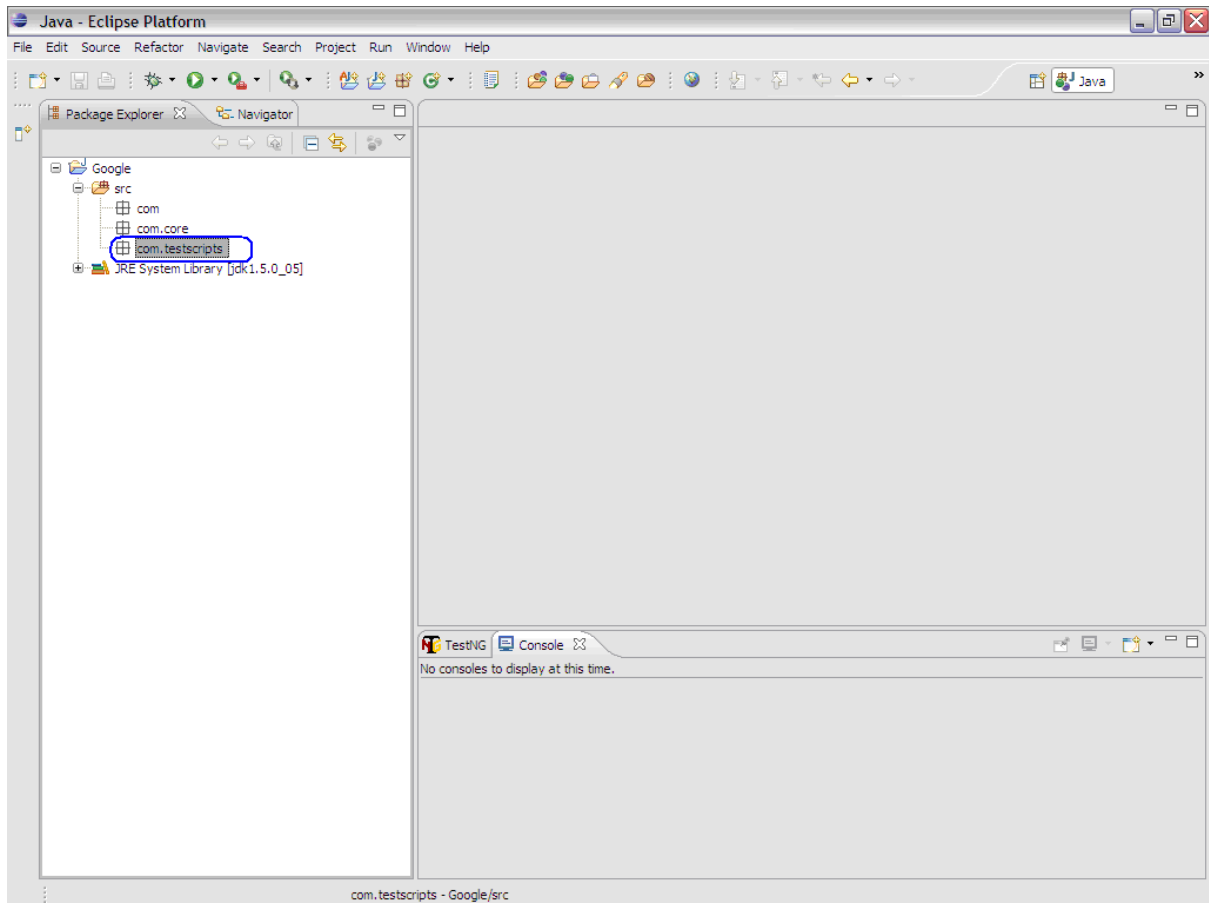 Java - Eclipse Platform
File Edit Source Refactor Navigate Search Project Run Window Help
Java
Package Explorer Navigator
Google
src
com
com.core
com.testscripts
JRE System Library [jdk1.5.0_05]
TestNG Console
No consoles to display at this time.
com.testscripts - Google/src